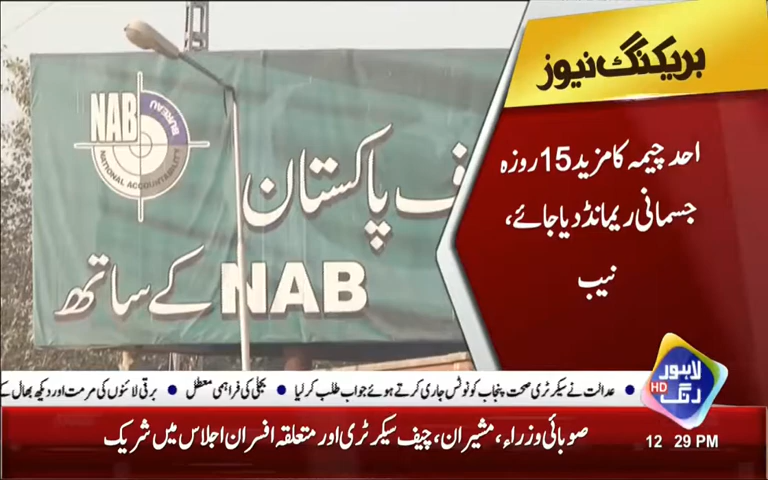 بریکنگ نیوز
احد چیمہ کا مزید 15 روزہ
جسمانی ریمانڈ دیا جائے،
نیب
NAB
NATIONAL ACCOUNTABILITY
BUREAU
ف پاکستان
NAB کے ساتھ
عدالت نے سیکرٹری صحت پنجاب کو نوٹس جاری کرتے ہوئے جواب طلب کر لیا • بجلی کی فراہمی معطل • برقی لائنوں کی مرمت اور دیکھ بھال کے
صوبائی وزراء، مشیران، چیف سیکرٹری اور متعلقہ افسران اجلاس میں شریک
لاہور
رنگ
HD
12 29 PM